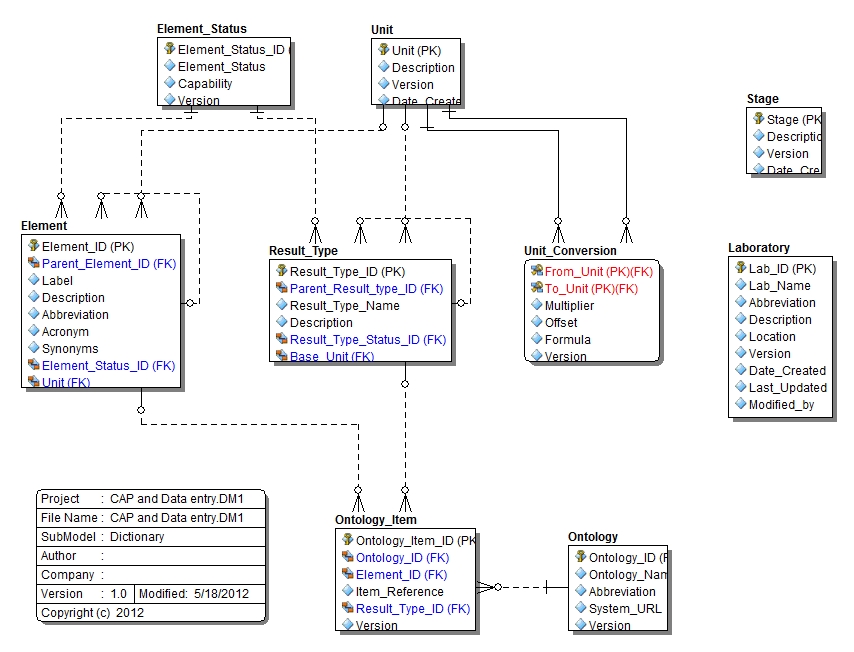 Element_Status
Element_Status_ID
Element_Status
Capability
Version
Unit
Unit (PK)
Description
Version
Date_Create
Stage
Stage (PK
Descriptio
Version
Date_Cre
Element
Element_ID (PK)
Parent_Element_ID (FK)
Label
Description
Abbreviation
Acronym
Synonyms
Element_Status_ID (FK)
Unit (FK)
Result_Type
Result_Type_ID (PK)
Parent_Result_type_ID (FK)
Result_Type_Name
Description
Result_Type_Status_ID (FK)
Base_Unit (FK)
Unit_Conversion
From_Unit (PK)(FK)
To_Unit (PK)(FK)
Multiplier
Offset
Formula
Version
Laboratory
Lab_ID (PK)
Lab_Name
Abbreviation
Description
Location
Version
Date_Created
Last_Updated
Modified_by
Project : CAP and Data entry.DM1
File Name : CAP and Data entry.DM1
SubModel : Dictionary
Author :
Company :
Version : 1.0 Modified: 5/18/2012
Copyright (c) 2012
Ontology_Item
Ontology_Item_ID (PK
Ontology_ID (FK)
Element_ID (FK)
Item_Reference
Result_Type_ID (FK)
Version
Ontology
Ontology_ID (F
Ontology_Nam
Abbreviation
System_URL
Version